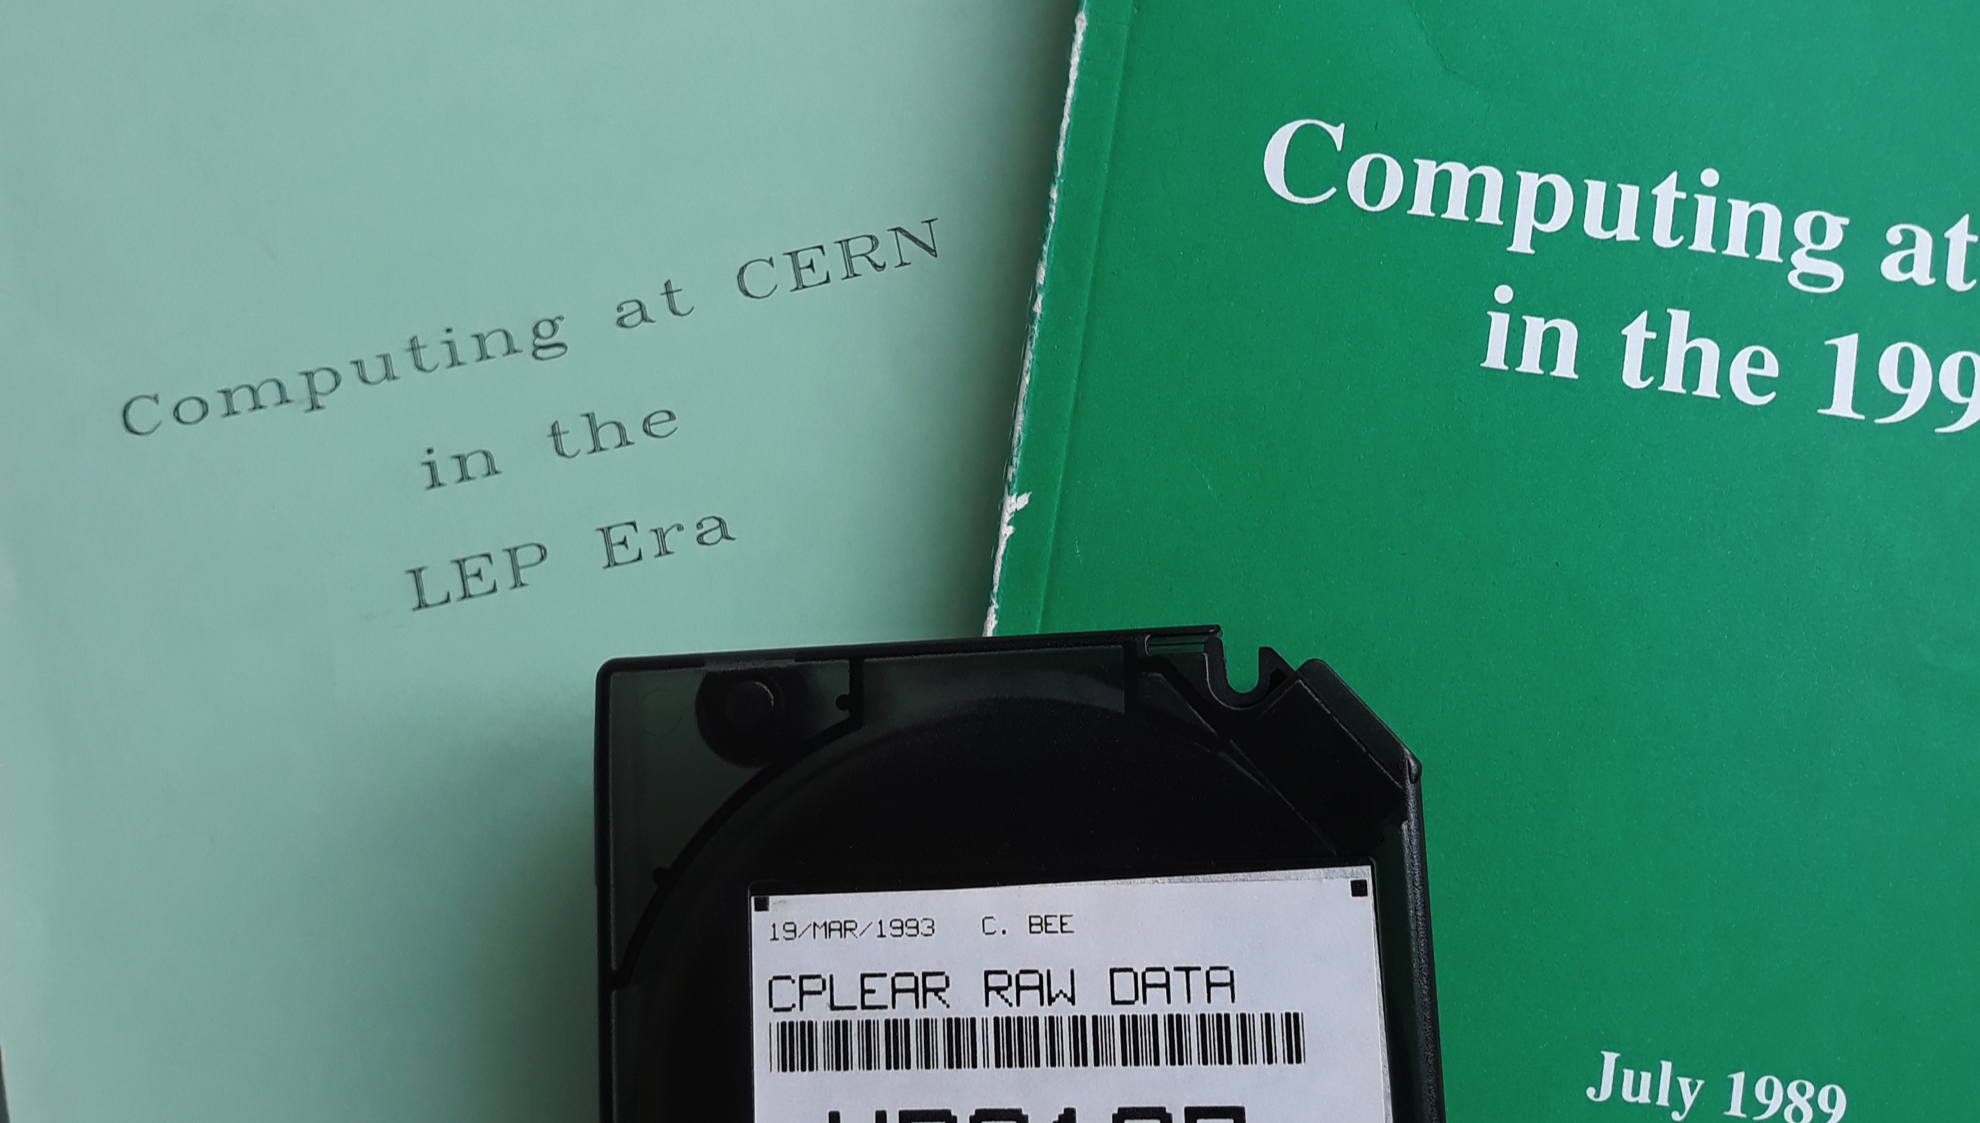 Computing at CERN
in the
LEP Era
Computing at
in the 199
July 1989
19/MAR/1993 C. BEE
CPLEAR RAW DATA